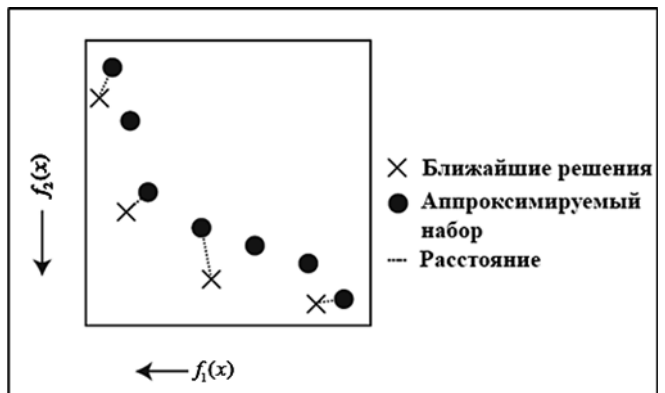 f₂(x)
× Ближайшие решения
● Аппроксимируемый
набор
···· Расстояние
f₁(x)